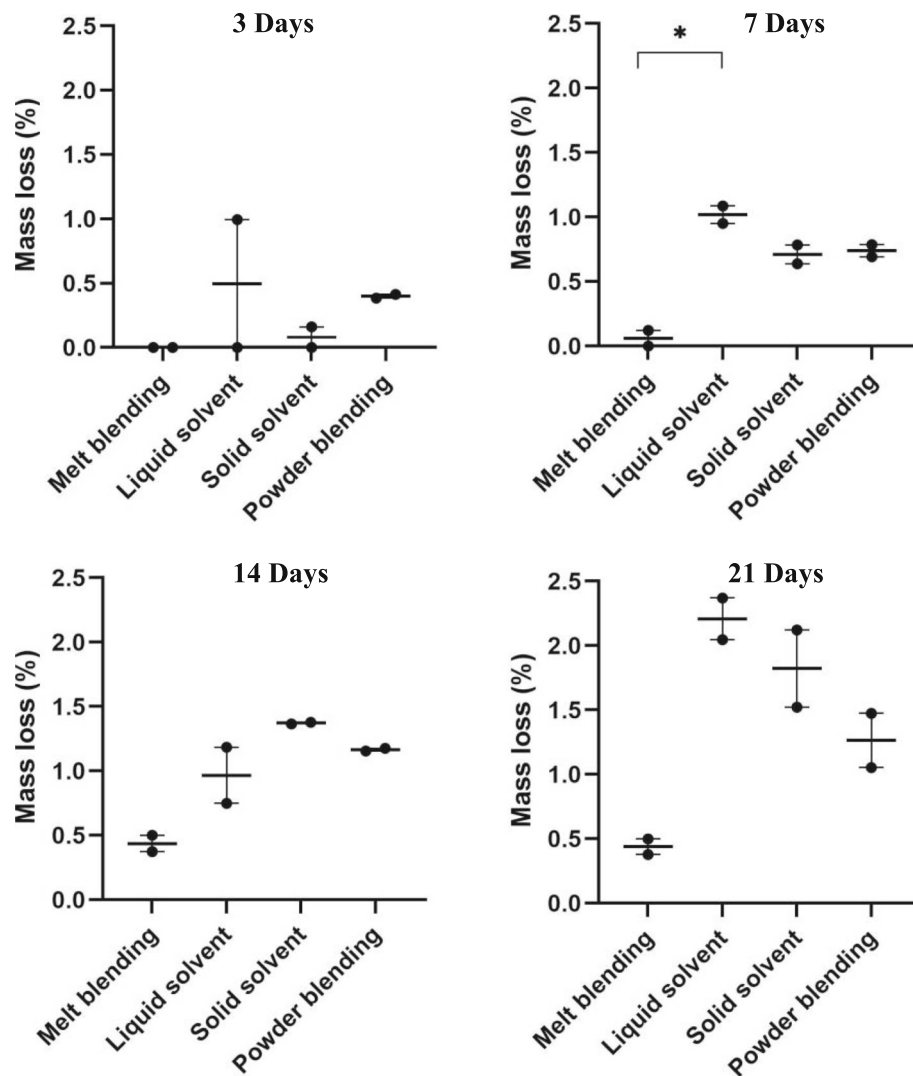 3 Days
Mass loss (%)
2.5
2.0
1.5
1.0
0.5
0.0
Melt blending
Liquid solvent
Solid solvent
Powder blending
7 Days
*
Mass loss (%)
2.5
2.0
1.5
1.0
0.5
0.0
Melt blending
Liquid solvent
Solid solvent
Powder blending
14 Days
Mass loss (%)
2.5
2.0
1.5
1.0
0.5
0.0
Melt blending
Liquid solvent
Solid solvent
Powder blending
21 Days
Mass loss (%)
2.5
2.0
1.5
1.0
0.5
0.0
Melt blending
Liquid solvent
Solid solvent
Powder blending